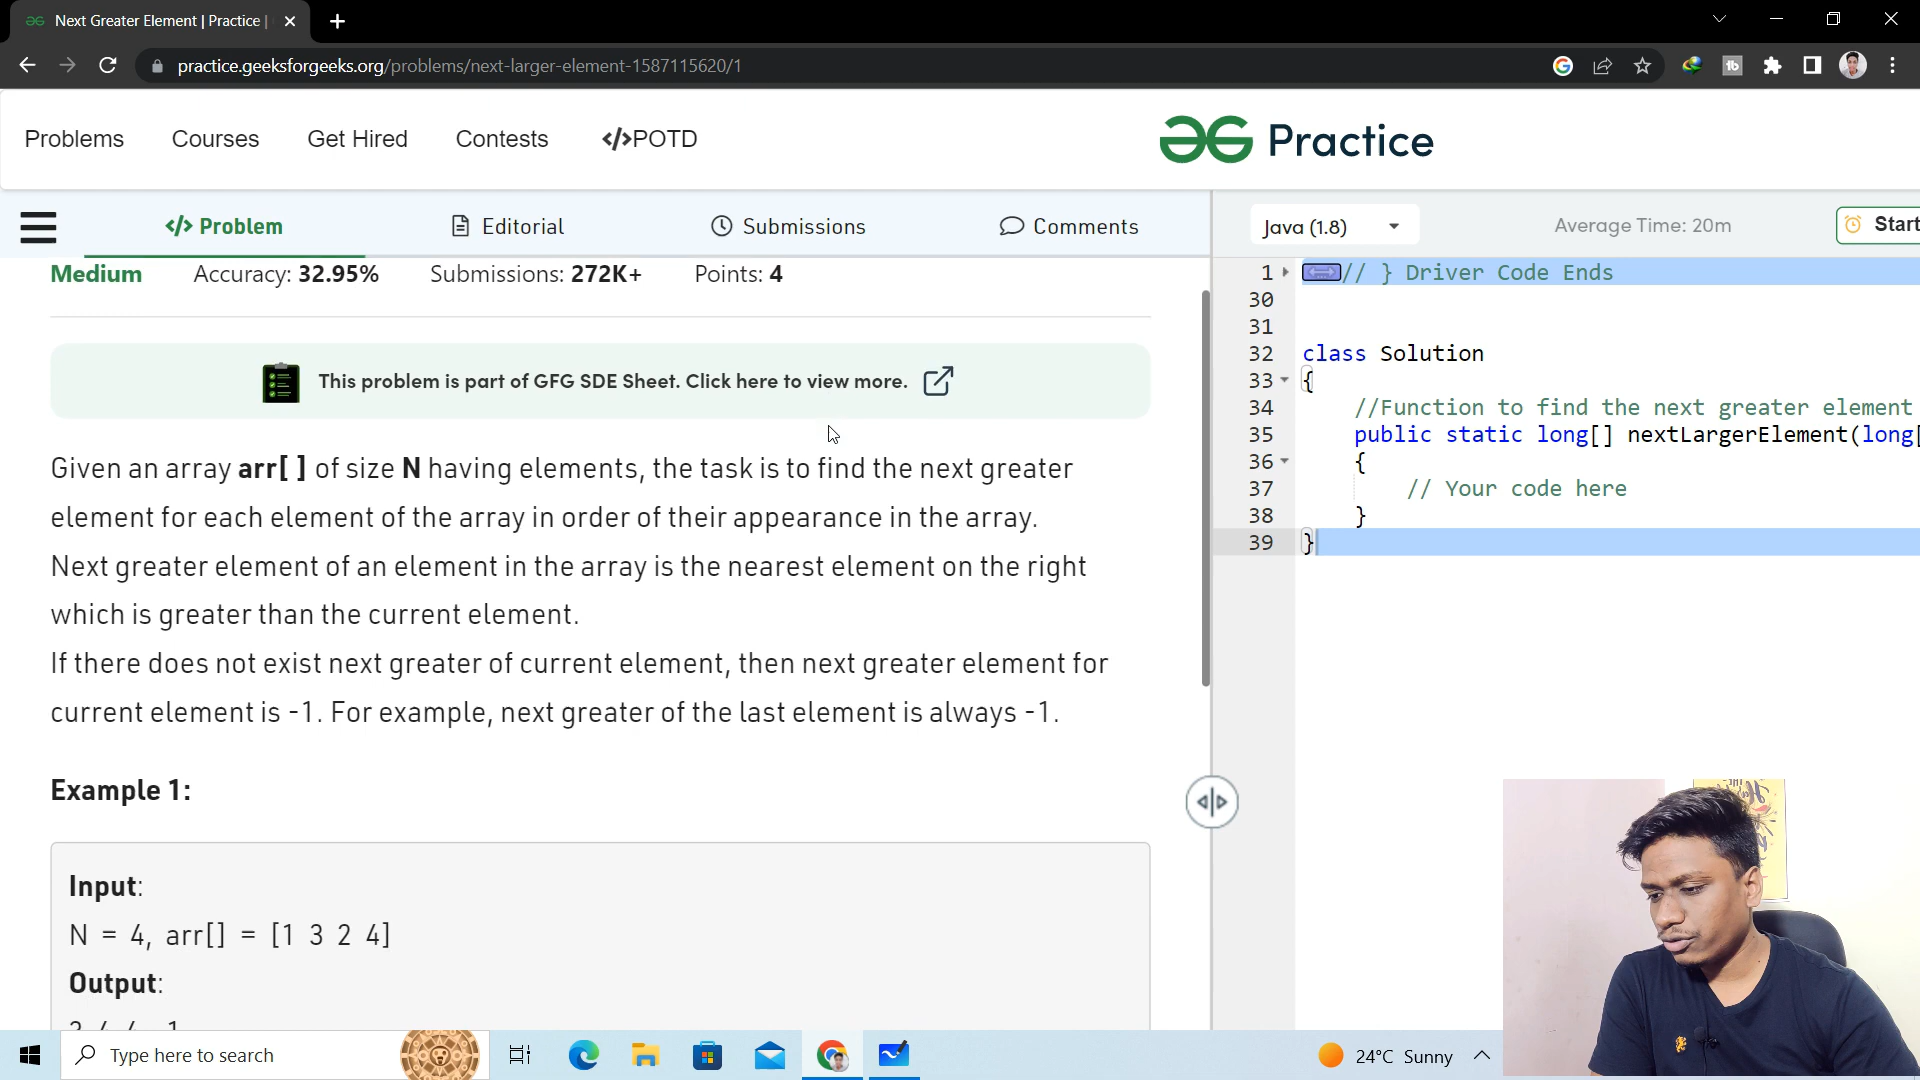 Next Greater Element | Practice |
practice.geeksforgeeks.org/problems/next-larger-element-1587115620/1
Problems Courses Get Hired Contests </>POTD
Practice
</> Problem Editorial Submissions Comments
Java (1.8) Average Time: 20m Start
Medium Accuracy: 32.95% Submissions: 272K+ Points: 4
This problem is part of GFG SDE Sheet. Click here to view more.
Given an array arr[ ] of size N having elements, the task is to find the next greater
element for each element of the array in order of their appearance in the array.
Next greater element of an element in the array is the nearest element on the right
which is greater than the current element.
If there does not exist next greater of current element, then next greater element for
current element is -1. For example, next greater of the last element is always -1.
Example 1:
Input:
N = 4, arr[] = [1 3 2 4]
Output:
3 4 4 -1
1 // } Driver Code Ends
30
31
32 class Solution
33 {
34 //Function to find the next greater element
35 public static long[] nextLargerElement(long[
36 {
37 // Your code here
38 }
39 }
Type here to search
24°C Sunny